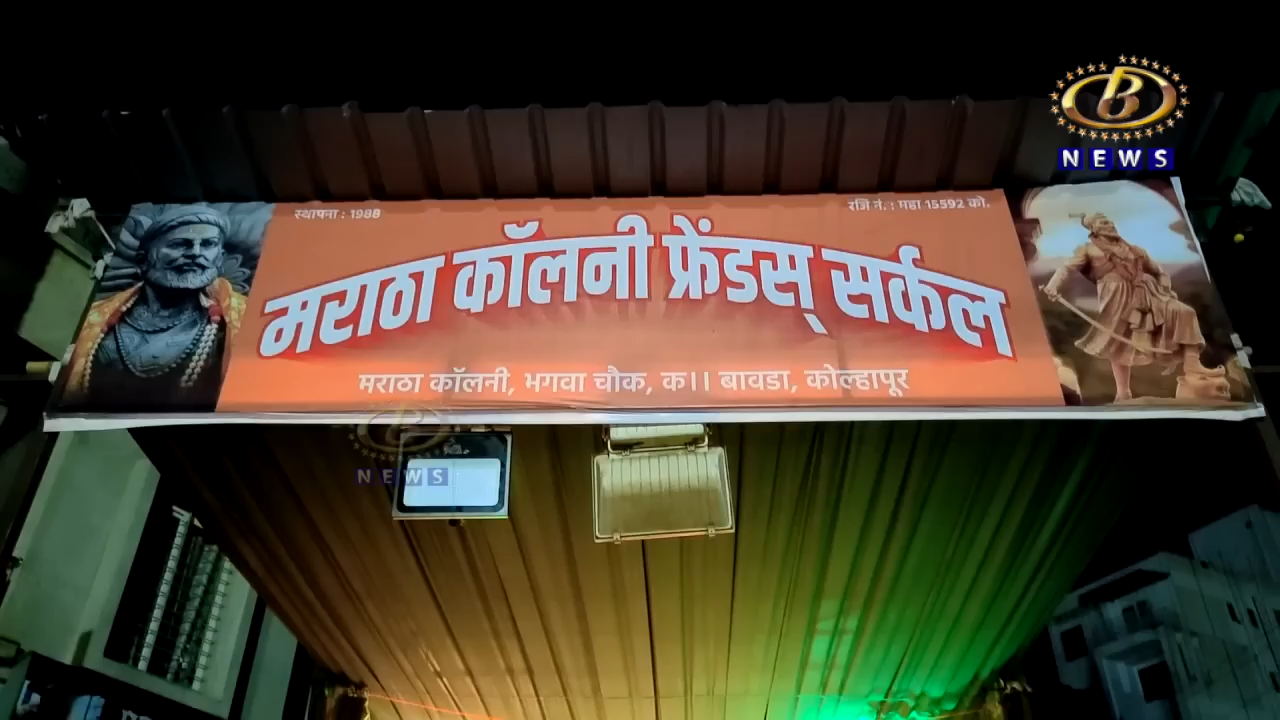 B
NEWS
स्थापना : 1988
रजि नं. : महा 15592 को.
मराठा कॉलनी फ्रेंडस् सर्कल
मराठा कॉलनी, भगवा चौक, क।। बावडा, कोल्हापूर
B
NEWS